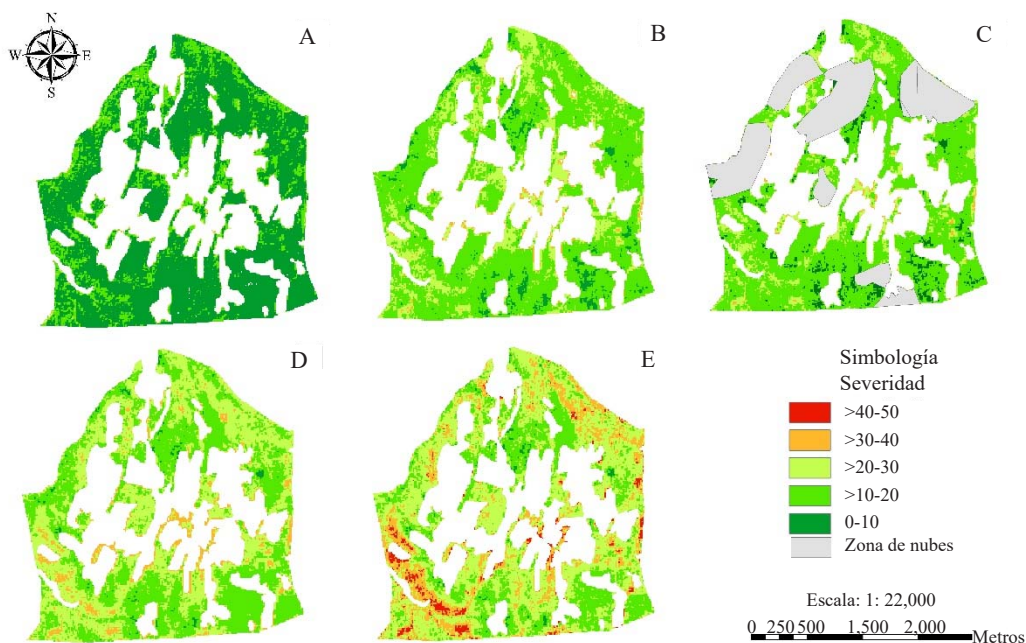 N
W E
S
A
B
C
D
E
Simbología
Severidad
>40-50
>30-40
>20-30
>10-20
0-10
Zona de nubes
Escala: 1: 22,000
0 250 500 1,500 2,000 Metros